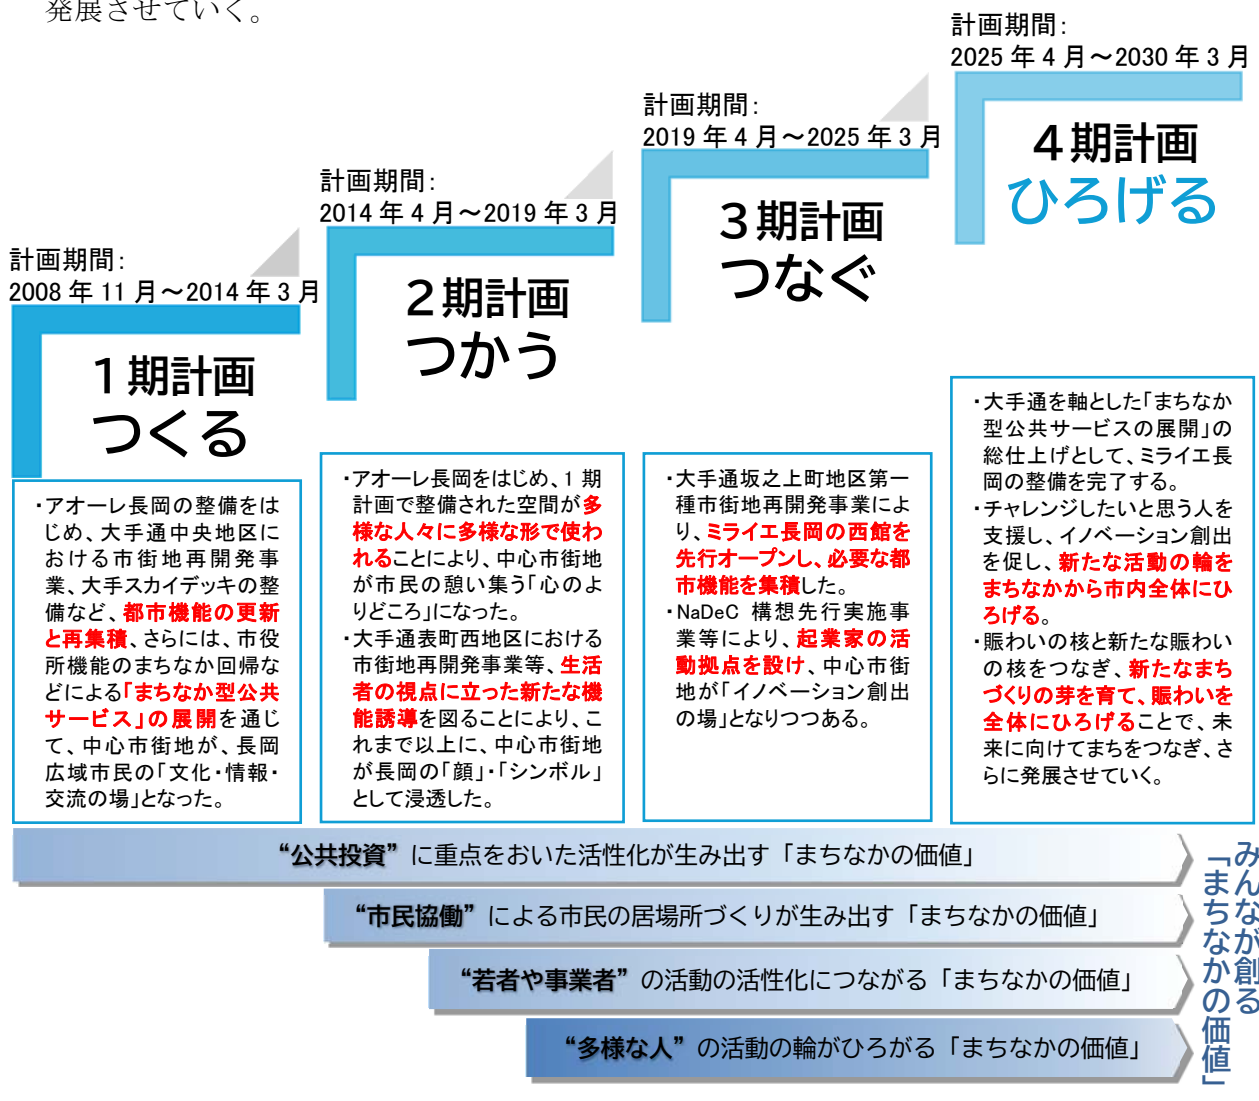 発展させていく。
計画期間：
2008 年 11 月～2014 年 3 月
1期計画
つくる
・アオーレ長岡の整備をは
じめ、大手通中央地区に
おける市街地再開発事
業、大手スカイデッキの整
備など、都市機能の更新
と再集積、さらには、市役
所機能のまちなか回帰な
どによる「まちなか型公共
サービス」の展開を通じ
て、中心市街地が、長岡
広域市民の「文化・情報・
交流の場」となった。
計画期間：
2014 年 4 月～2019 年 3 月
2期計画
つかう
・アオーレ長岡をはじめ、1 期
計画で整備された空間が多
様な人々に多様な形で使わ
れることにより、中心市街地
が市民の憩い集う「心のよ
りどころ」になった。
・大手通表町西地区における
市街地再開発事業等、生活
者の視点に立った新たな機
能誘導を図ることにより、こ
れまで以上に、中心市街地
が長岡の「顔」・「シンボル」
として浸透した。
計画期間：
2019 年 4 月～2025 年 3 月
3期計画
つなぐ
・大手通坂之上町地区第一
種市街地再開発事業によ
り、ミライエ長岡の西館を
先行オープンし、必要な都
市機能を集積した。
・NaDeC 構想先行実施事
業等により、起業家の活
動拠点を設け、中心市街
地が「イノベーション創出
の場」となりつつある。
計画期間：
2025 年 4 月～2030 年 3 月
4期計画
ひろげる
・大手通を軸とした「まちなか
型公共サービスの展開」の
総仕上げとして、ミライエ長
岡の整備を完了する。
・チャレンジしたいと思う人を
支援し、イノベーション創出
を促し、新たな活動の輪を
まちなかから市内全体にひ
ろげる。
・賑わいの核と新たな賑わい
の核をつなぎ、新たなまち
づくりの芽を育て、賑わいを
全体にひろげることで、未
来に向けてまちをつなぎ、さ
らに発展させていく。
“公共投資”に重点をおいた活性化が生み出す「まちなかの価値」
“市民協働”による市民の居場所づくりが生み出す「まちなかの価値」
“若者や事業者”の活動の活性化につながる「まちなかの価値」
“多様な人”の活動の輪がひろがる「まちなかの価値」
みんなが創る
「まちなかの価値」